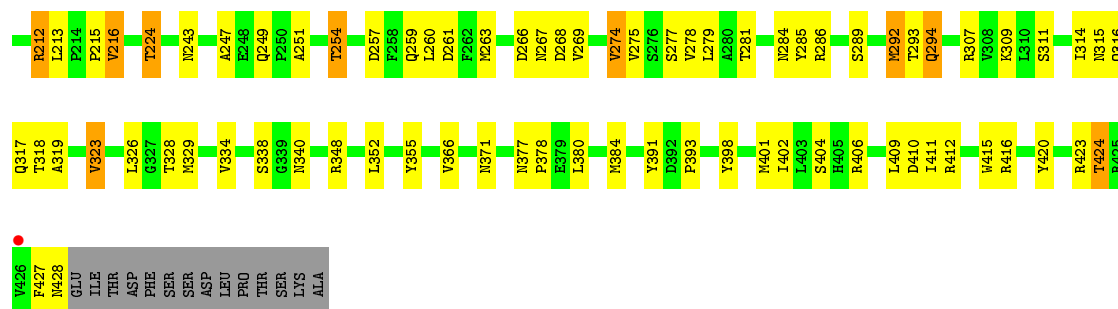 R212 L213 P214 P215 V216 T224 N243 A247 E248 Q249 P250 A251 T254 D257 F258 Q259 L260 D261 F262 M263 D266 N267 D268 V269 V274 V275 S276 S277 V278 L279 A280 T281 N284 Y285 R286 S289 M292 T293 Q294 R307 V308 K309 L310 S311 I314 N315 Q316
Q317 T318 A319 V323 L326 G327 T328 M329 V334 S338 G339 N340 R348 L352 Y355 V366 N371 N377 P378 E379 L380 M384 Y391 D392 P393 Y398 M401 I402 L403 S404 H405 R406 L409 D410 I411 R412 W415 R416 Y420 R423 T424 R425
V426 F427 N428 GLU ILE THR ASP PHE SER SER ASP LEU PRO THR SER LYS ALA